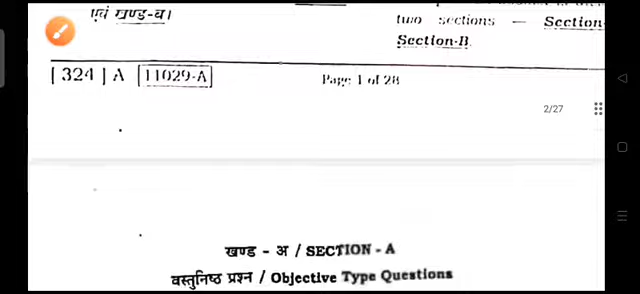 एवं खण्ड-ब।
two sections — Section-
Section-B.
[ 324 ] A 11029-A
Page 1 of 28
2/27
खण्ड - अ / SECTION - A
वस्तुनिष्ठ प्रश्न / Objective Type Questions